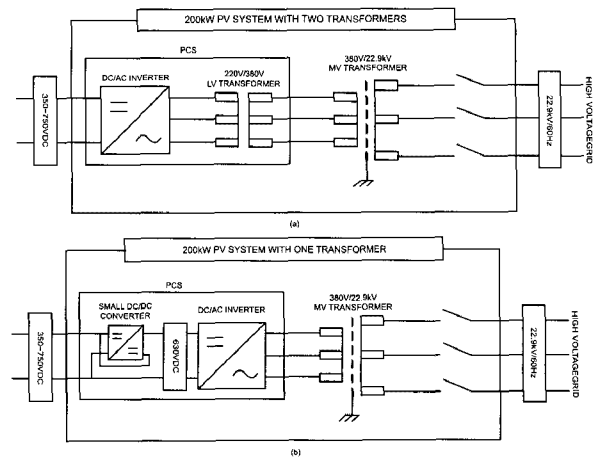 200kW PV SYSTEM WITH TWO TRANSFORMERS
PCS
DC/AC INVERTER
220V/380V
LV TRANSFORMER
380V/22.9kV
MV TRANSFORMER
350~750VDC
22.9kV/60Hz
HIGH VOLTAGEGRID
(a)
200kW PV SYSTEM WITH ONE TRANSFORMER
PCS
SMALL DC/DC
CONVERTER
DC/AC INVERTER
380V/22.9kV
MV TRANSFORMER
350~750VDC
630VDC
22.9kV/60Hz
HIGH VOLTAGEGRID
(b)